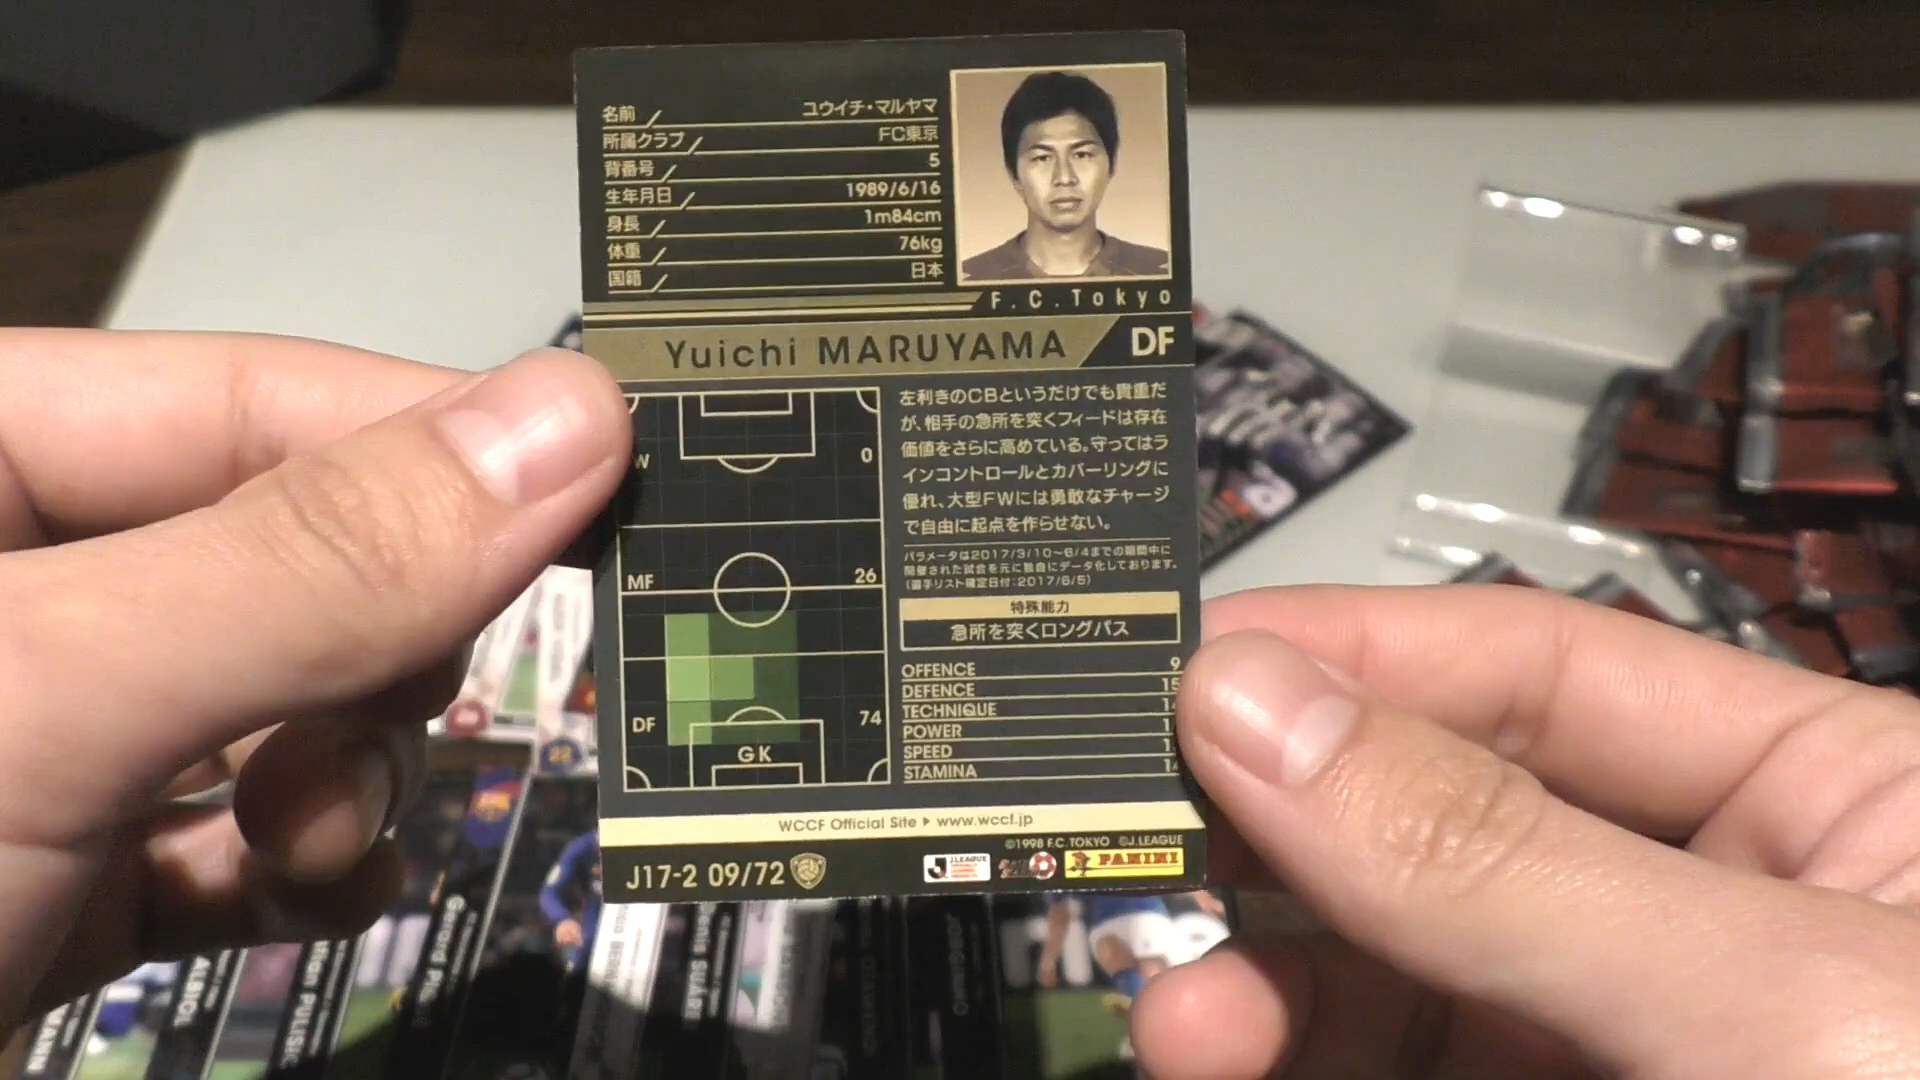 名前 ユウイチ・マルヤマ
所属クラブ FC東京
背番号 5
生年月日 1989/6/16
身長 1m84cm
体重 76kg
国籍 日本
F.C.Tokyo
Yuichi MARUYAMA DF
左利きのCBというだけでも貴重だ
が、相手の急所を突くフィードは存在
価値をさらに高めている。守ってはラ
インコントロールとカバーリングに
優れ、大型FWには勇敢なチャージ
で自由に起点を作らせない。
パラメータは2017/3/10~6/4までの期間中に
開催された試合を元に独自にデータ化しております。
(選手リスト確定日付:2017/6/5)
特殊能力
急所を突くロングパス
W 0
MF 26
DF 74
GK
OFFENCE 9
DEFENCE 15
TECHNIQUE
POWER
SPEED
STAMINA
WCCF Official Site ▶ www.wccf.jp
©1998 F.C.TOKYO ©J.LEAGUE
J17-2 09/72
J.LEAGUE
PANINI
22
ALBIOL
PULISIC
Gerard